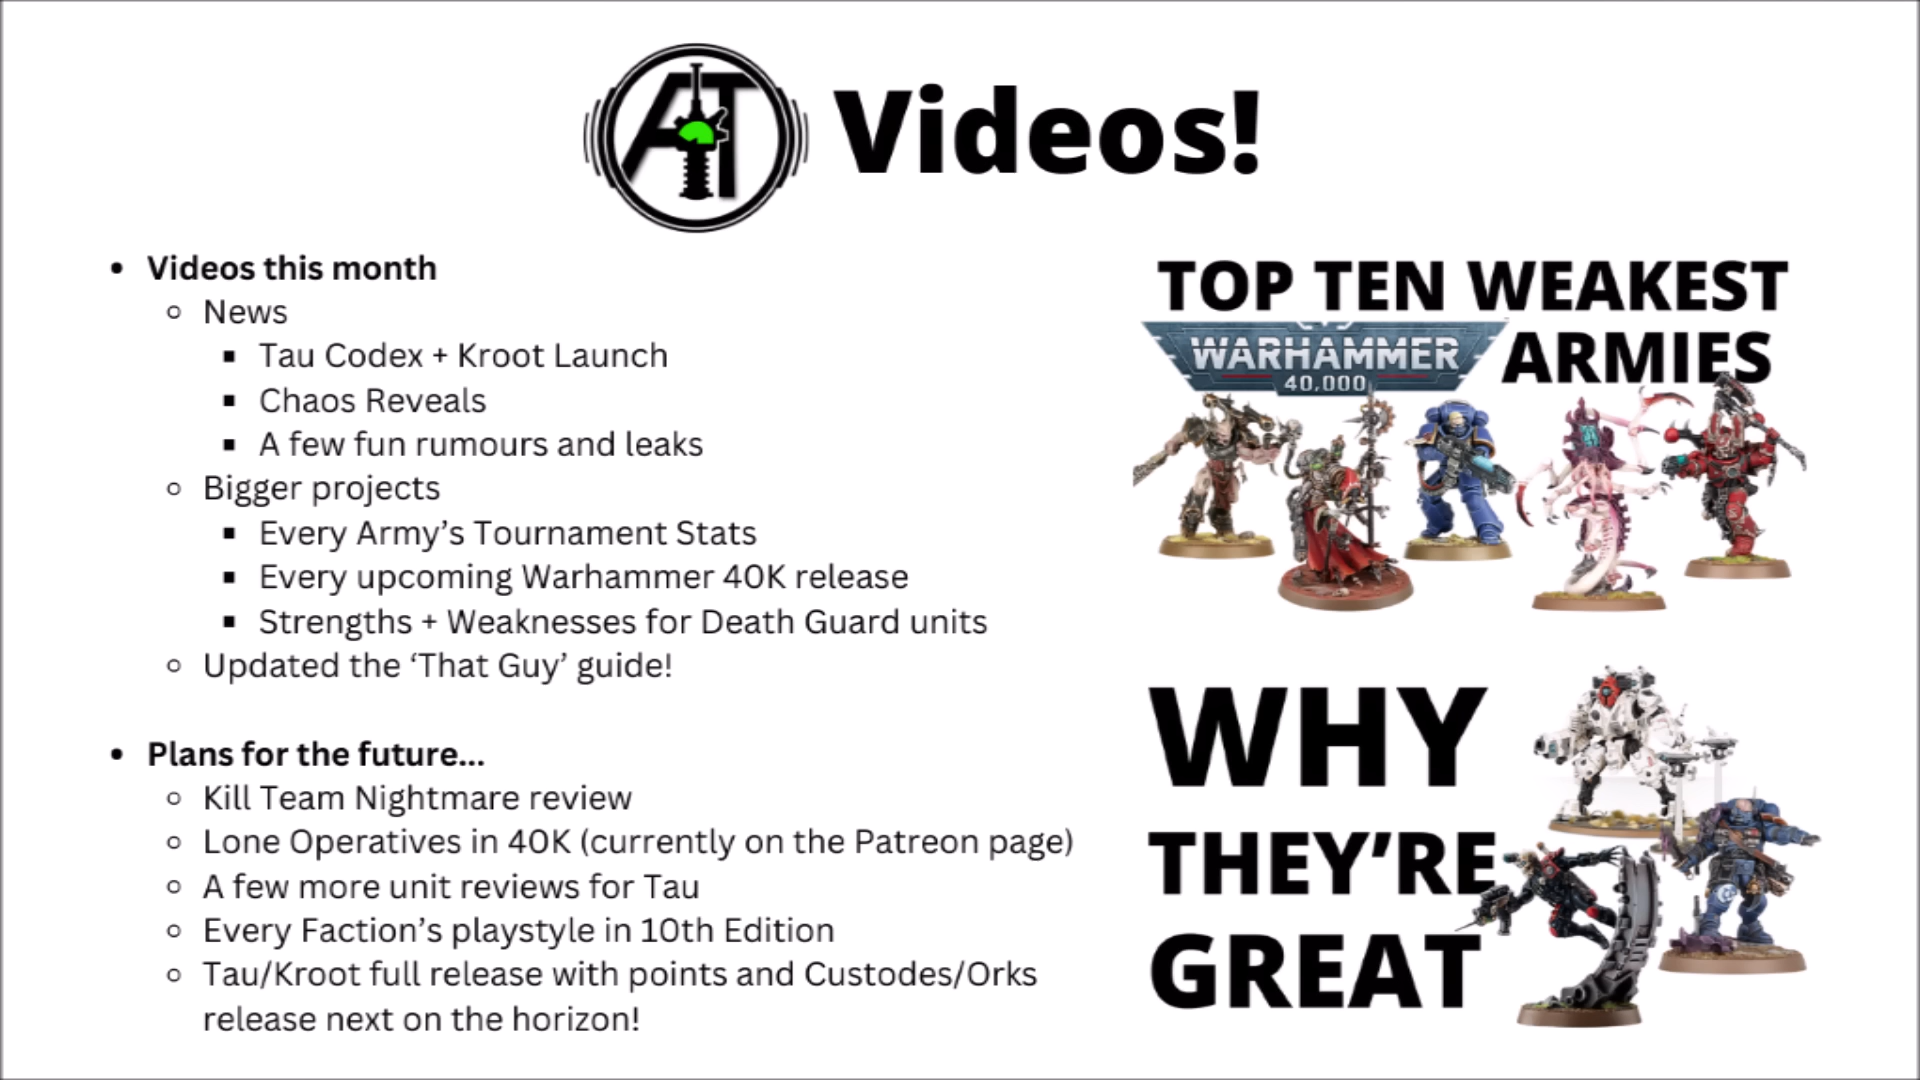 AT Videos!
• Videos this month
○ News
▪ Tau Codex + Kroot Launch
▪ Chaos Reveals
▪ A few fun rumours and leaks
○ Bigger projects
▪ Every Army’s Tournament Stats
▪ Every upcoming Warhammer 40K release
▪ Strengths + Weaknesses for Death Guard units
○ Updated the ‘That Guy’ guide!
• Plans for the future...
○ Kill Team Nightmare review
○ Lone Operatives in 40K (currently on the Patreon page)
○ A few more unit reviews for Tau
○ Every Faction’s playstyle in 10th Edition
○ Tau/Kroot full release with points and Custodes/Orks
release next on the horizon!
TOP TEN WEAKEST
WARHAMMER
40,000
ARMIES
WHY
THEY’RE
GREAT